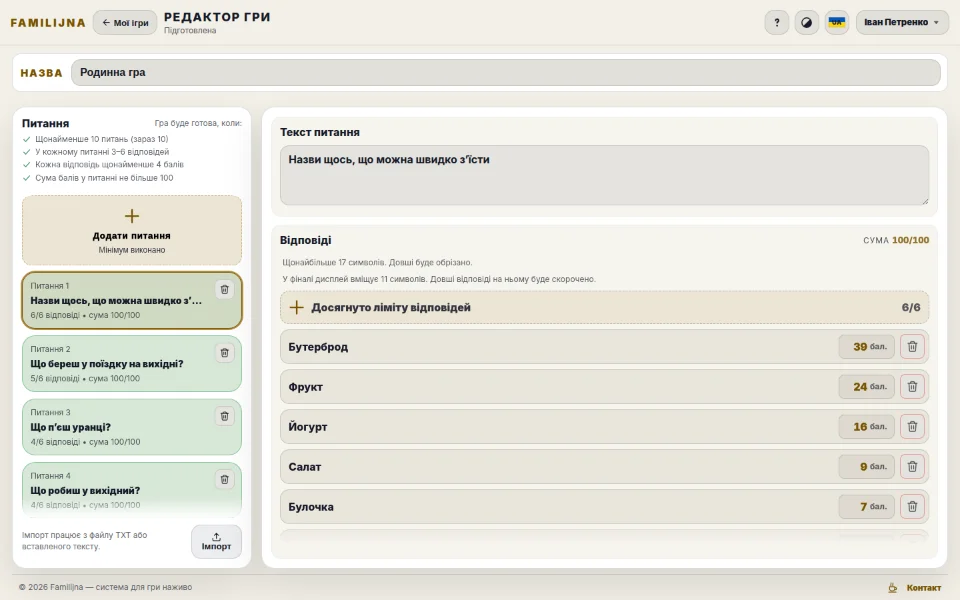 FAMILIJNA
← Мої ігри
РЕДАКТОР ГРИ
Підготовлена
?
UA
Іван Петренко
НАЗВА
Родинна гра
Питання
Гра буде готова, коли:
Щонайменше 10 питань (зараз 10)
У кожному питанні 3–6 відповідей
Кожна відповідь щонайменше 4 балів
Сума балів у питанні не більше 100
Додати питання
Мінімум виконано
Питання 1
Назви щось, що можна швидко з’…
6/6 відповіді • сума 100/100
Питання 2
Що береш у поїздку на вихідні?
5/6 відповіді • сума 100/100
Питання 3
Що п’єш уранці?
4/6 відповіді • сума 100/100
Питання 4
Що робиш у вихідний?
4/6 відповіді • сума 100/100
Імпорт працює з файлу TXT або
вставленого тексту.
Імпорт
Текст питання
Назви щось, що можна швидко з’їсти
Відповіді
СУМА 100/100
Щонайбільше 17 символів. Довші буде обрізано.
У фіналі дисплей вміщує 11 символів. Довші відповіді на ньому буде скорочено.
Досягнуто ліміту відповідей
6/6
Бутерброд
39 бал.
Фрукт
24 бал.
Йогурт
16 бал.
Салат
9 бал.
Булочка
7 бал.
© 2026 Familijna — система для гри наживо
Контакт